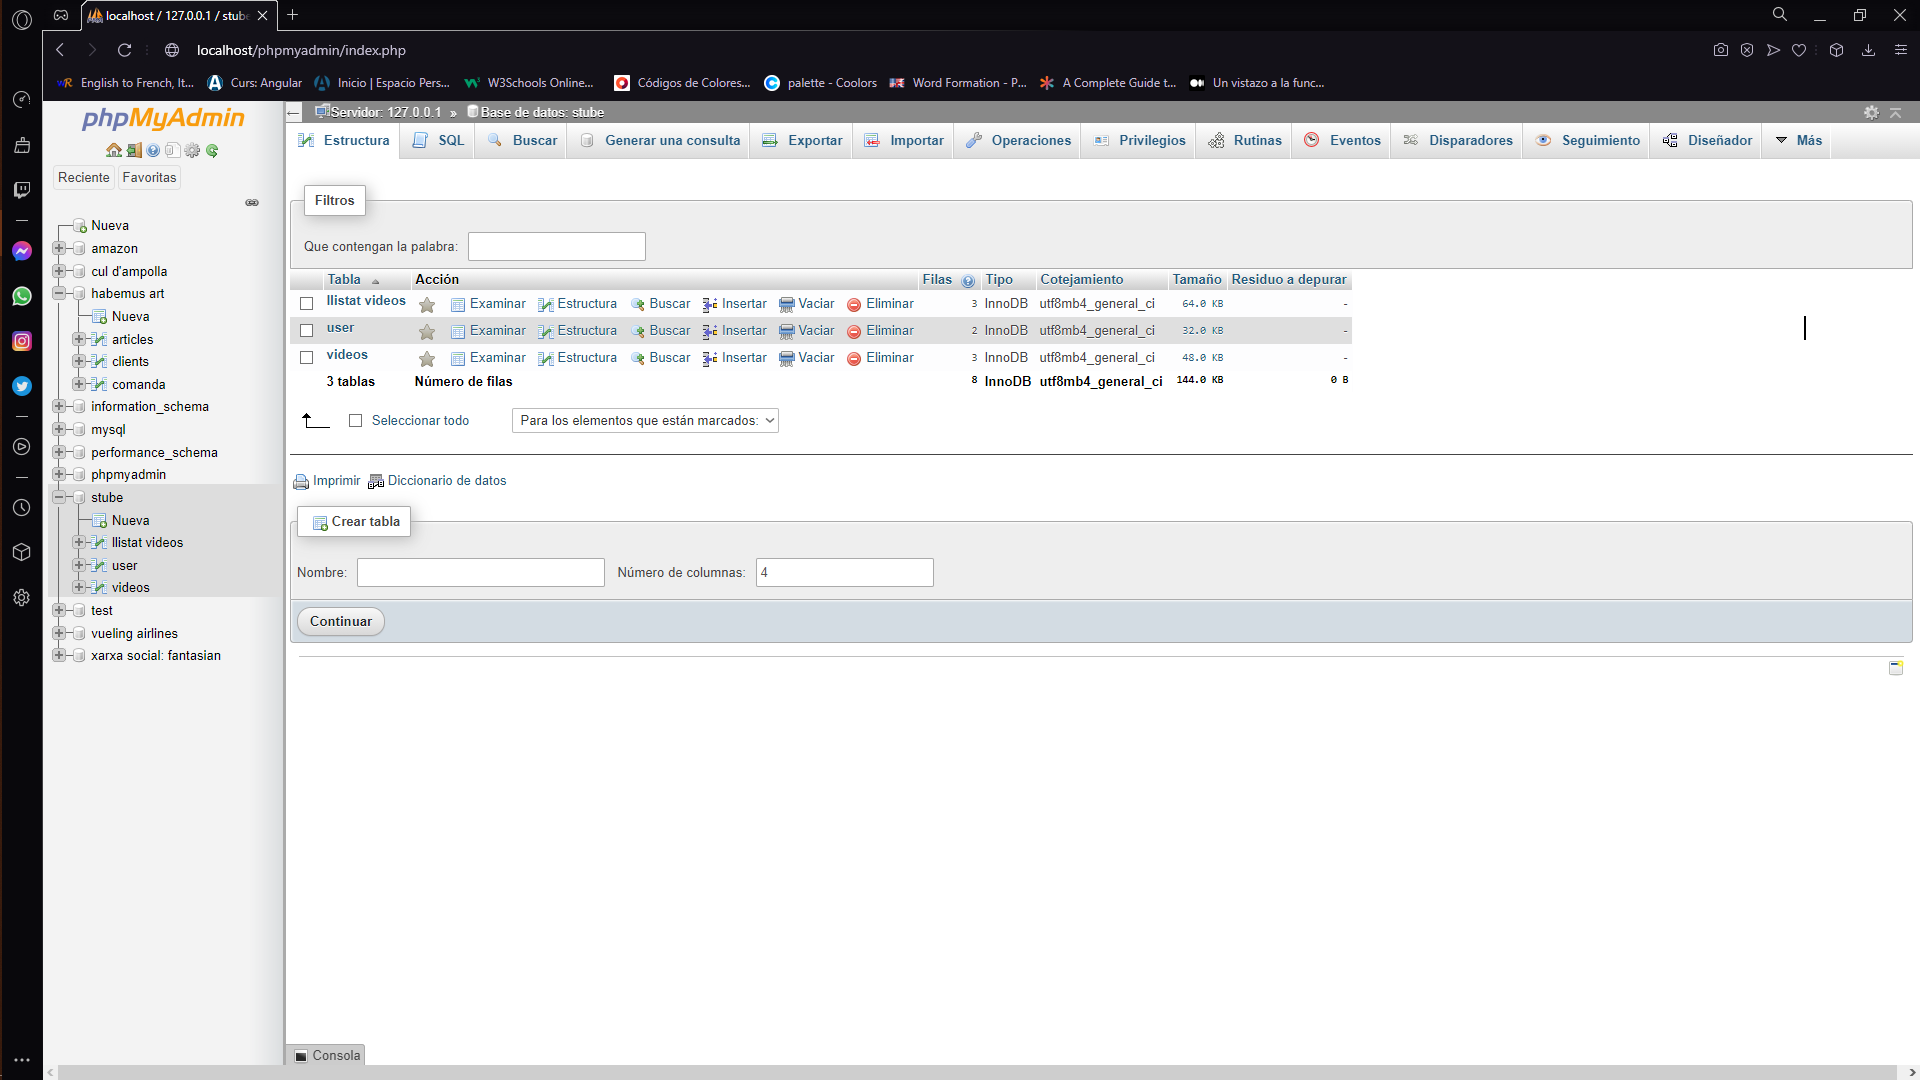 localhost / 127.0.0.1 / stub
localhost/phpmyadmin/index.php
English to French, It...
Curs: Angular
Inicio | Espacio Pers...
W3Schools Online...
Códigos de Colores...
palette - Coolors
Word Formation - P...
A Complete Guide t...
Un vistazo a la func...
phpMyAdmin
Reciente Favoritas
Nueva
amazon
cul d'ampolla
habemus art
Nueva
articles
clients
comanda
information_schema
mysql
performance_schema
phpmyadmin
stube
Nueva
llistat videos
user
videos
test
vueling airlines
xarxa social: fantasian
Servidor: 127.0.0.1 » Base de datos: stube
Estructura SQL Buscar Generar una consulta Exportar Importar Operaciones Privilegios Rutinas Eventos Disparadores Seguimiento Diseñador Más
Filtros
Que contengan la palabra:
Tabla Acción Filas Tipo Cotejamiento Tamaño Residuo a depurar
llistat videos Examinar Estructura Buscar Insertar Vaciar Eliminar 3 InnoDB utf8mb4_general_ci 64.0 KB -
user Examinar Estructura Buscar Insertar Vaciar Eliminar 2 InnoDB utf8mb4_general_ci 32.0 KB -
videos Examinar Estructura Buscar Insertar Vaciar Eliminar 3 InnoDB utf8mb4_general_ci 48.0 KB -
3 tablas Número de filas 8 InnoDB utf8mb4_general_ci 144.0 KB 0 B
Seleccionar todo Para los elementos que están marcados:
Imprimir Diccionario de datos
Crear tabla
Nombre: Número de columnas: 4
Continuar
Consola